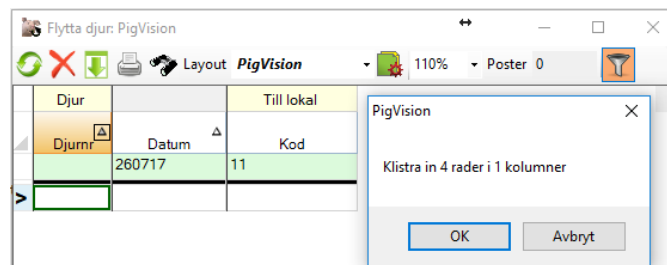 Flytta djur: PigVision
Layout PigVision 110% Poster 0
Djur Till lokal
Djurnr Datum Kod
260717 11
PigVision
Klistra in 4 rader i 1 kolumner
OK Avbryt